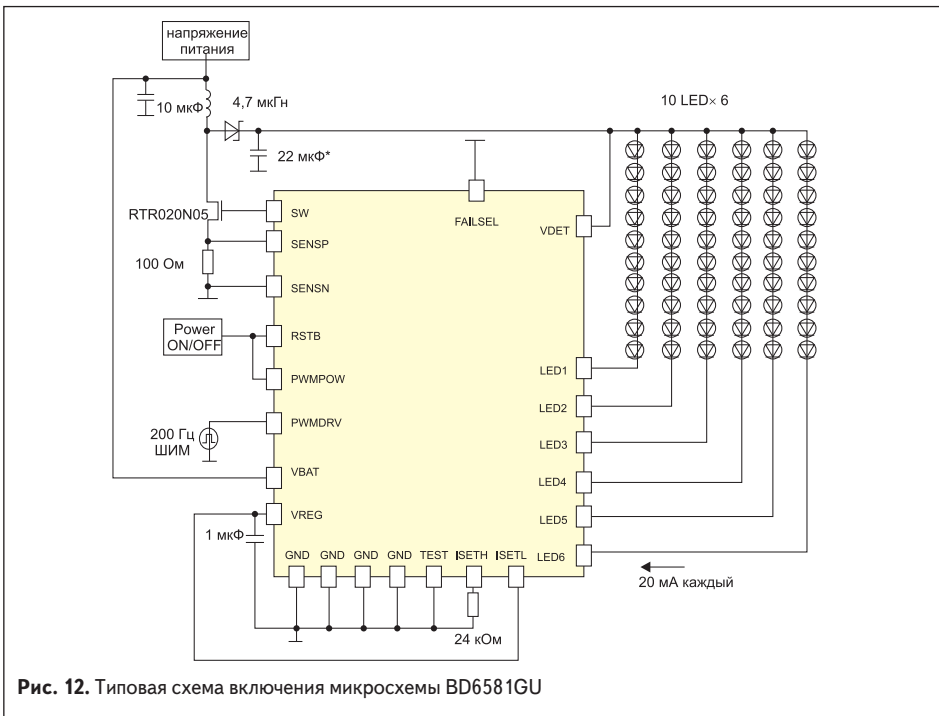 напряжение
питания
10 мкФ
4,7 мкГн
10 LED× 6
22 мкФ*
RTR020N05
SW
FAILSEL
VDET
SENSP
100 Ом
SENSN
Power
ON/OFF
RSTB
PWMPOW
LED1
LED2
PWMDRV
200 Гц
ШИМ
LED3
VBAT
LED4
VREG
LED5
1 мкФ
GND GND GND GND TEST ISETH ISETL
LED6
20 мА каждый
24 кОм
Рис. 12. Типовая схема включения микросхемы BD6581GU